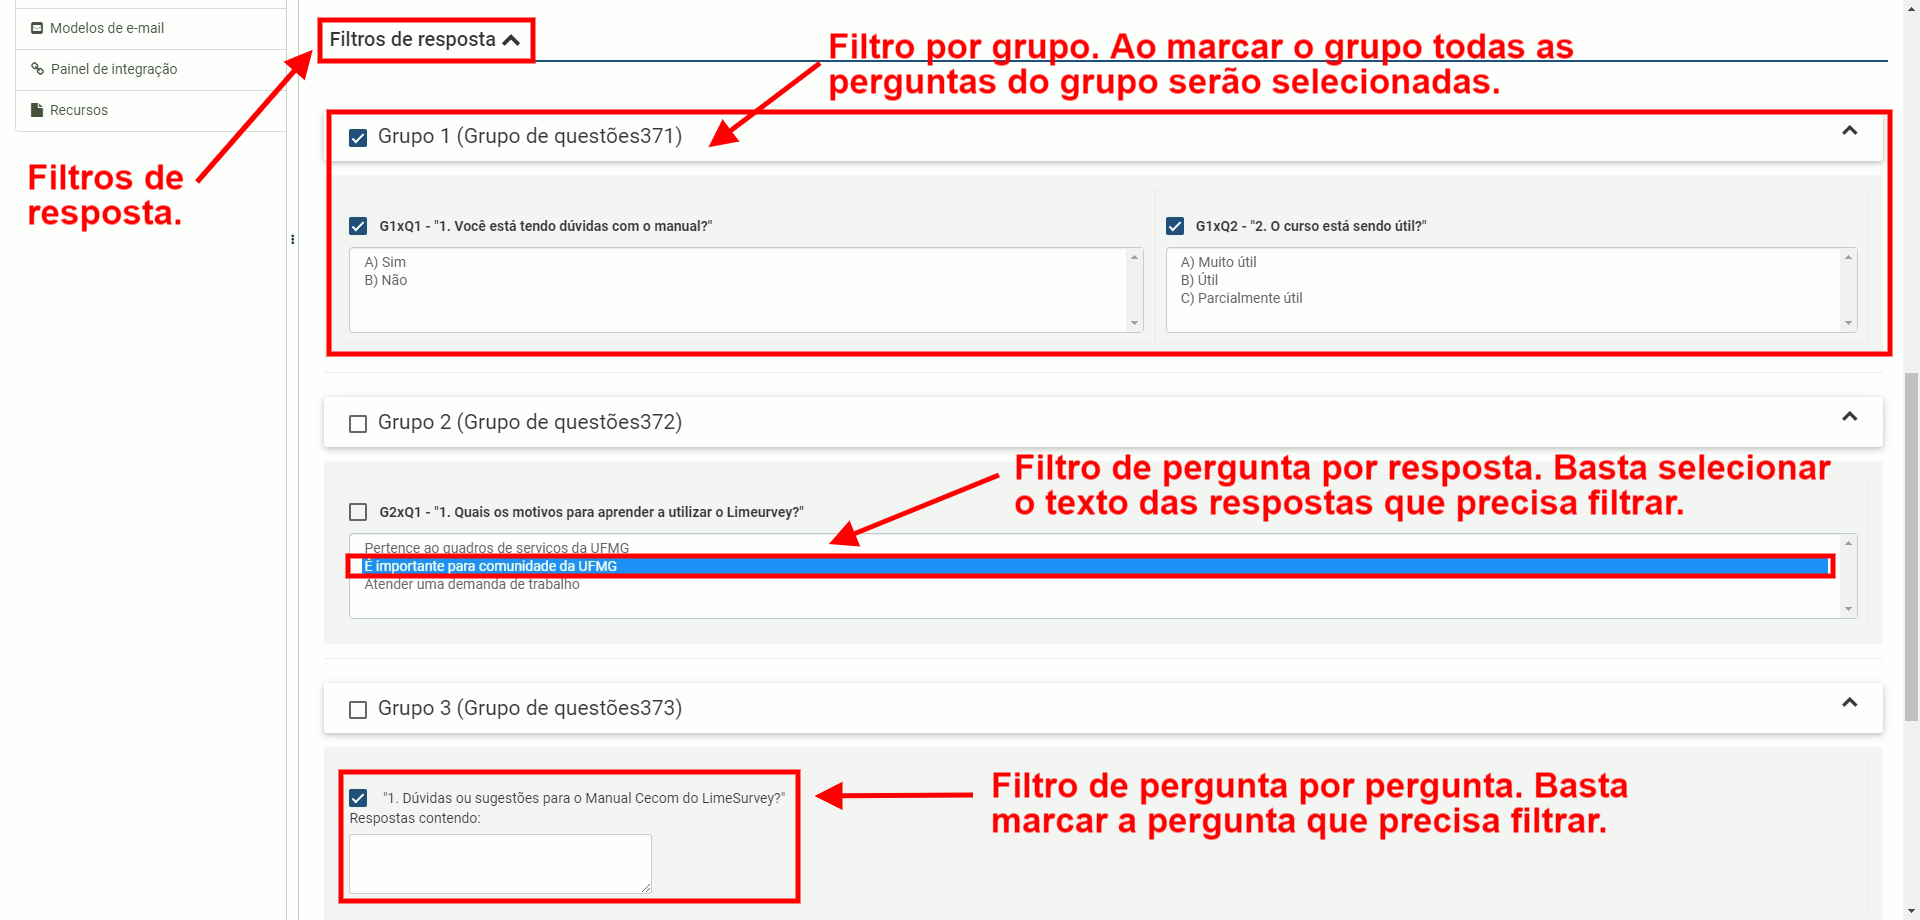 Modelos de e-mail
Painel de integração
Recursos
Filtros de
resposta.
Filtros de resposta
Filtro por grupo. Ao marcar o grupo todas as
perguntas do grupo serão selecionadas.
Grupo 1 (Grupo de questões371)
G1xQ1 - "1. Você está tendo dúvidas com o manual?"
A) Sim
B) Não
G1xQ2 - "2. O curso está sendo útil?"
A) Muito útil
B) Útil
C) Parcialmente útil
Grupo 2 (Grupo de questões372)
Filtro de pergunta por resposta. Basta selecionar
o texto das respostas que precisa filtrar.
G2xQ1 - "1. Quais os motivos para aprender a utilizar o Limeurvey?"
Pertence ao quadros de serviços da UFMG
É importante para comunidade da UFMG
Atender uma demanda de trabalho
Grupo 3 (Grupo de questões373)
"1. Dúvidas ou sugestões para o Manual Cecom do LimeSurvey?"
Respostas contendo:
Filtro de pergunta por pergunta. Basta
marcar a pergunta que precisa filtrar.